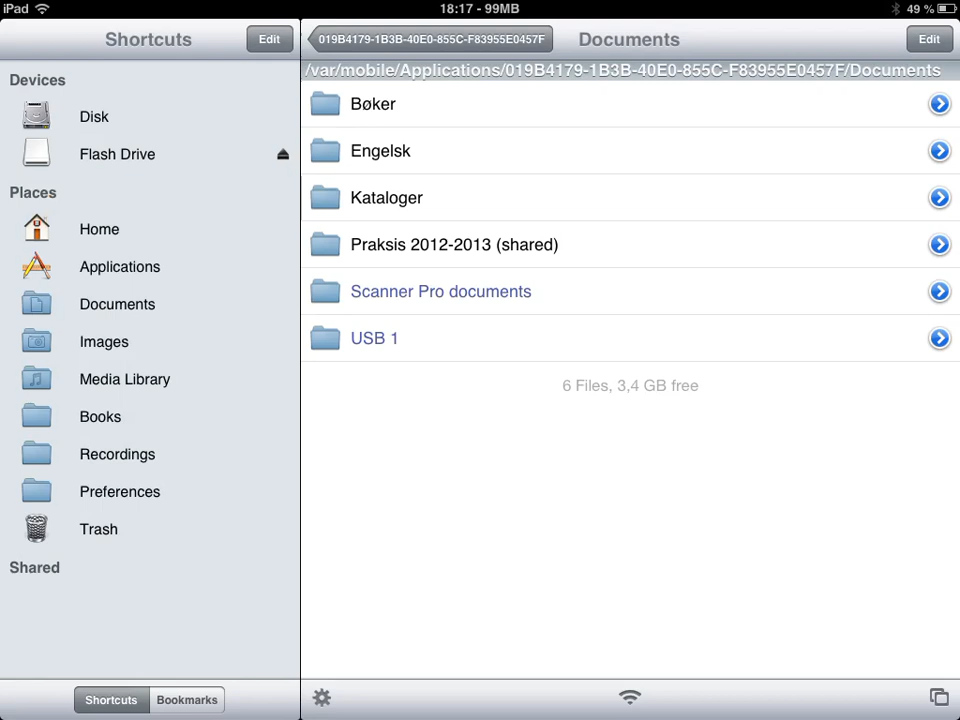 iPad
18:17 - 99MB
49 %
Shortcuts
Edit
Devices
Disk
Flash Drive
Places
Home
Applications
Documents
Images
Media Library
Books
Recordings
Preferences
Trash
Shared
Shortcuts
Bookmarks
019B4179-1B3B-40E0-855C-F83955E0457F
Documents
Edit
/var/mobile/Applications/019B4179-1B3B-40E0-855C-F83955E0457F/Documents
Bøker
Engelsk
Kataloger
Praksis 2012-2013 (shared)
Scanner Pro documents
USB 1
6 Files, 3,4 GB free